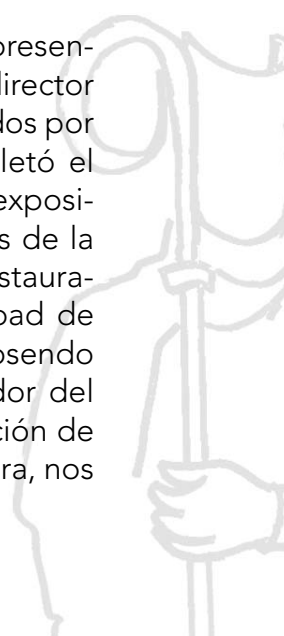 presen-
director
dos por
letó el
exposi-
s de la
staura-
bad de
osendo
dor del
ción de
ra, nos